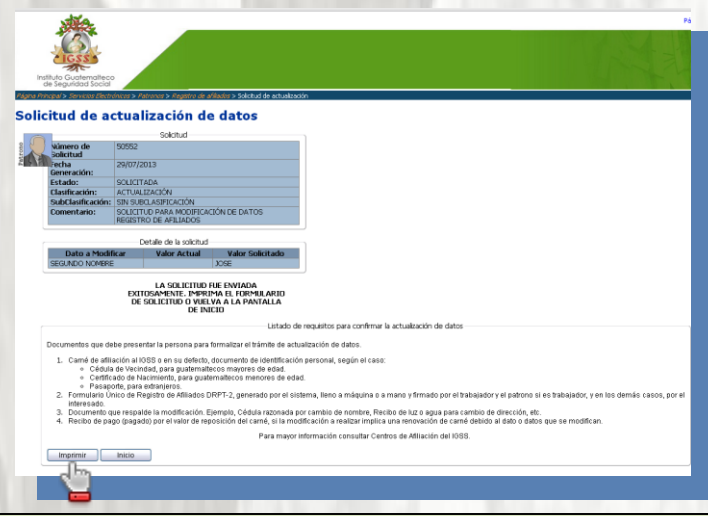 Pá
IGSS
Instituto Guatemalteco
de Seguridad Social
Página Principal > Servicios Electrónicos > Patronos > Registro de afiliados > Solicitud de actualización
Solicitud de actualización de datos
Patrono
Solicitud
Número de Solicitud 50552
Fecha Generación: 29/07/2013
Estado: SOLICITADA
Clasificación: ACTUALIZACIÓN
SubClasificación: SIN SUBCLASIFICACIÓN
Comentario: SOLICITUD PARA MODIFICACIÓN DE DATOS
REGISTRO DE AFILIADOS
Detalle de la solicitud
Dato a Modificar Valor Actual Valor Solicitado
SEGUNDO NOMBRE JOSE
LA SOLICITUD FUE ENVIADA
EXITOSAMENTE. IMPRIMA EL FORMULARIO
DE SOLICITUD O VUELVA A LA PANTALLA
DE INICIO
Listado de requisitos para confirmar la actualización de datos
Documentos que debe presentar la persona para formalizar el trámite de actualización de datos.
1. Carné de afiliación al IGSS o en su defecto, documento de identificación personal, según el caso:
Cédula de Vecindad, para guatemaltecos mayores de edad.
Certificado de Nacimiento, para guatemaltecos menores de edad.
Pasaporte, para extranjeros.
2. Formulario Único de Registro de Afiliados DRPT-2, generado por el sistema, lleno a máquina o a mano y firmado por el trabajador y el patrono si es trabajador, y en los demás casos, por el
interesado.
3. Documento que respalde la modificación. Ejemplo, Cédula razonada por cambio de nombre, Recibo de luz o agua para cambio de dirección, etc.
4. Recibo de pago (pagado) por el valor de reposición del carné, si la modificación a realizar implica una renovación de carné debido al dato o datos que se modifican.
Para mayor información consultar Centros de Afiliación del IGSS.
Imprimir Inicio